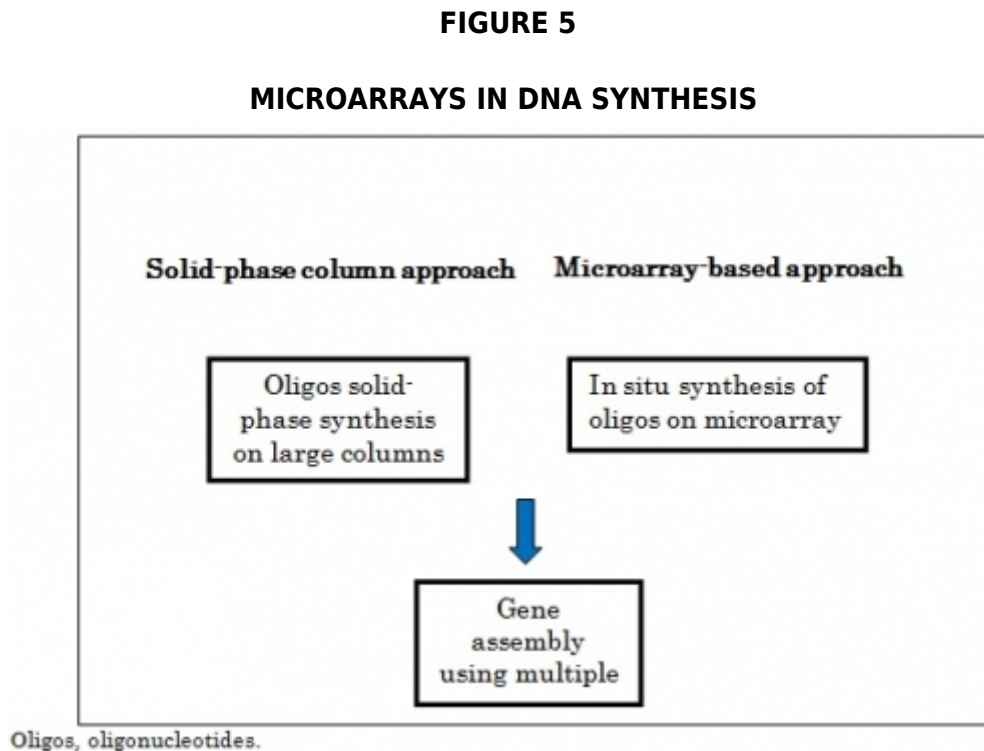 FIGURE 5
MICROARRAYS IN DNA SYNTHESIS
Solid-phase column approach
Microarray-based approach
Oligos solid-
phase synthesis
on large columns
In situ synthesis of
oligos on microarray
Gene
assembly
using multiple
Oligos, oligonucleotides.